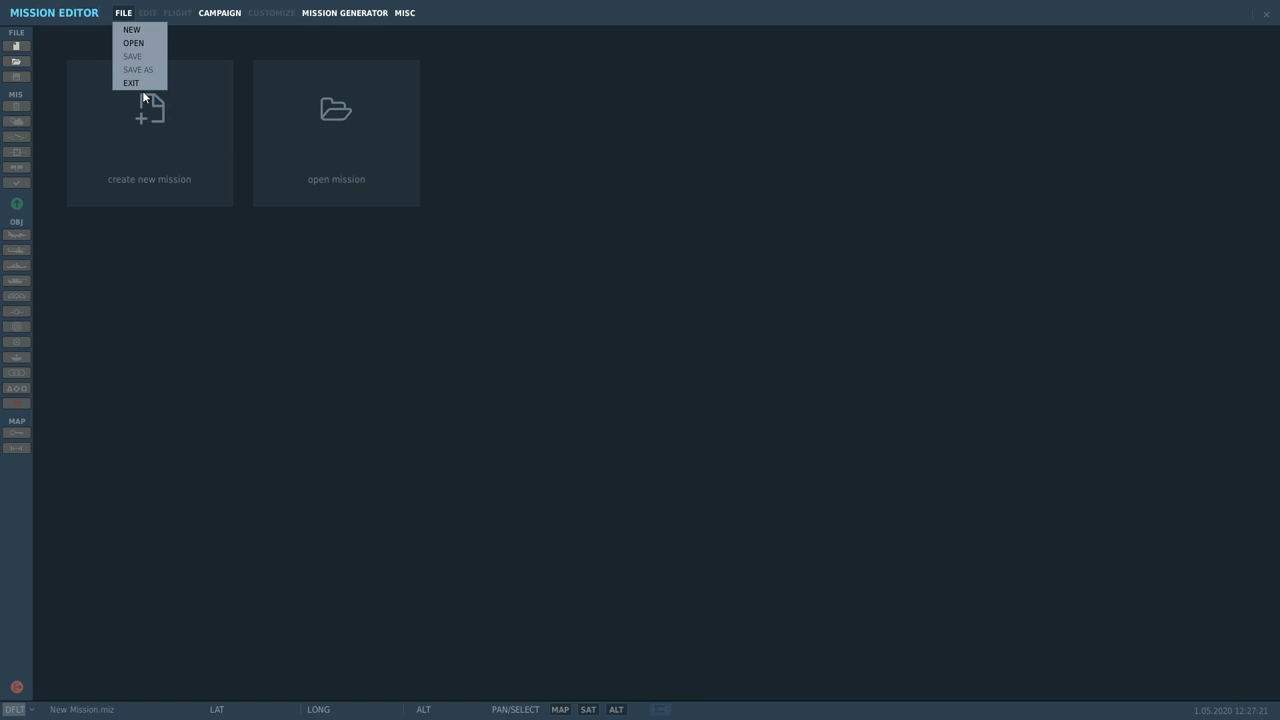 MISSION EDITOR FILE EDIT FLIGHT CAMPAIGN CUSTOMIZE MISSION GENERATOR MISC
FILE
NEW
OPEN
SAVE
SAVE AS
EXIT
MIS
create new mission
open mission
OBJ
MAP
DFLT New Mission.miz LAT LONG ALT PAN/SELECT MAP SAT ALT 1.05.2020 12:27:21